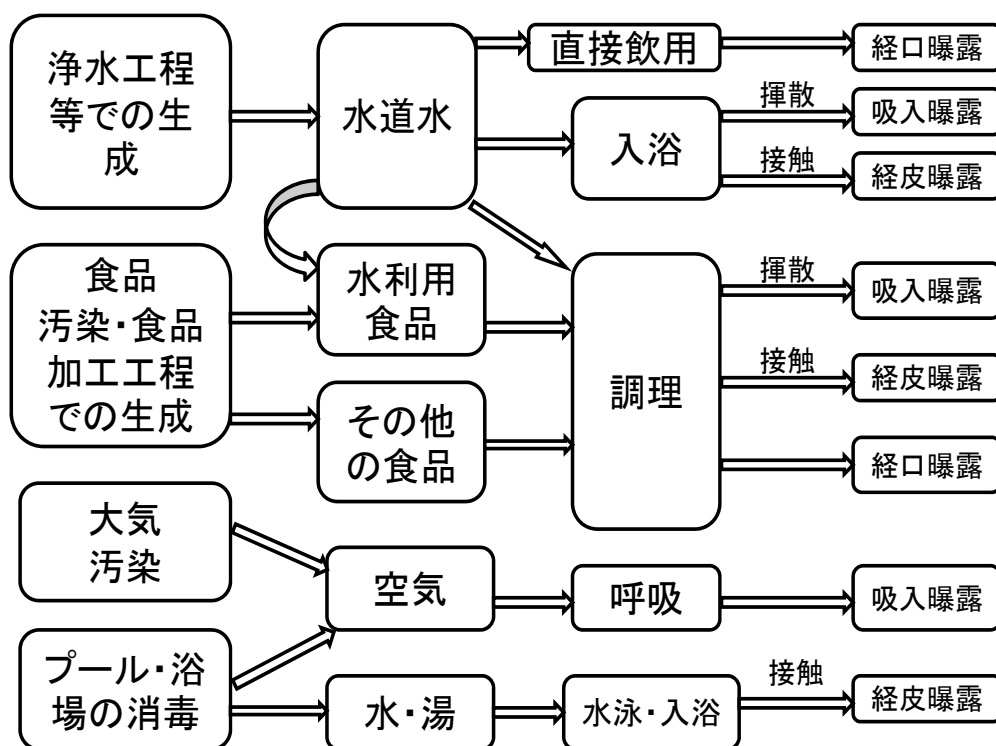 浄水工程
等での生
成
水道水
直接飲用
経口曝露
入浴
揮散
吸入曝露
接触
経皮曝露
食品
汚染・食品
加工工程
での生成
水利用
食品
その他
の食品
調理
揮散
吸入曝露
接触
経皮曝露
経口曝露
大気
汚染
空気
呼吸
吸入曝露
プール・浴
場の消毒
水・湯
水泳・入浴
接触
経皮曝露